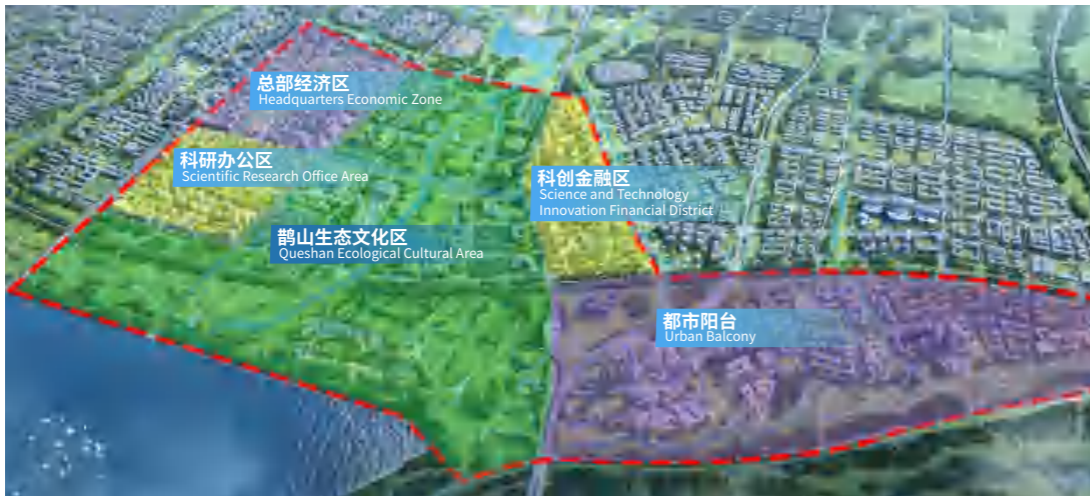 总部经济区
Headquarters Economic Zone
科研办公区
Scientific Research Office Area
科创金融区
Science and Technology
Innovation Financial District
鹊山生态文化区
Queshan Ecological Cultural Area
都市阳台
Urban Balcony